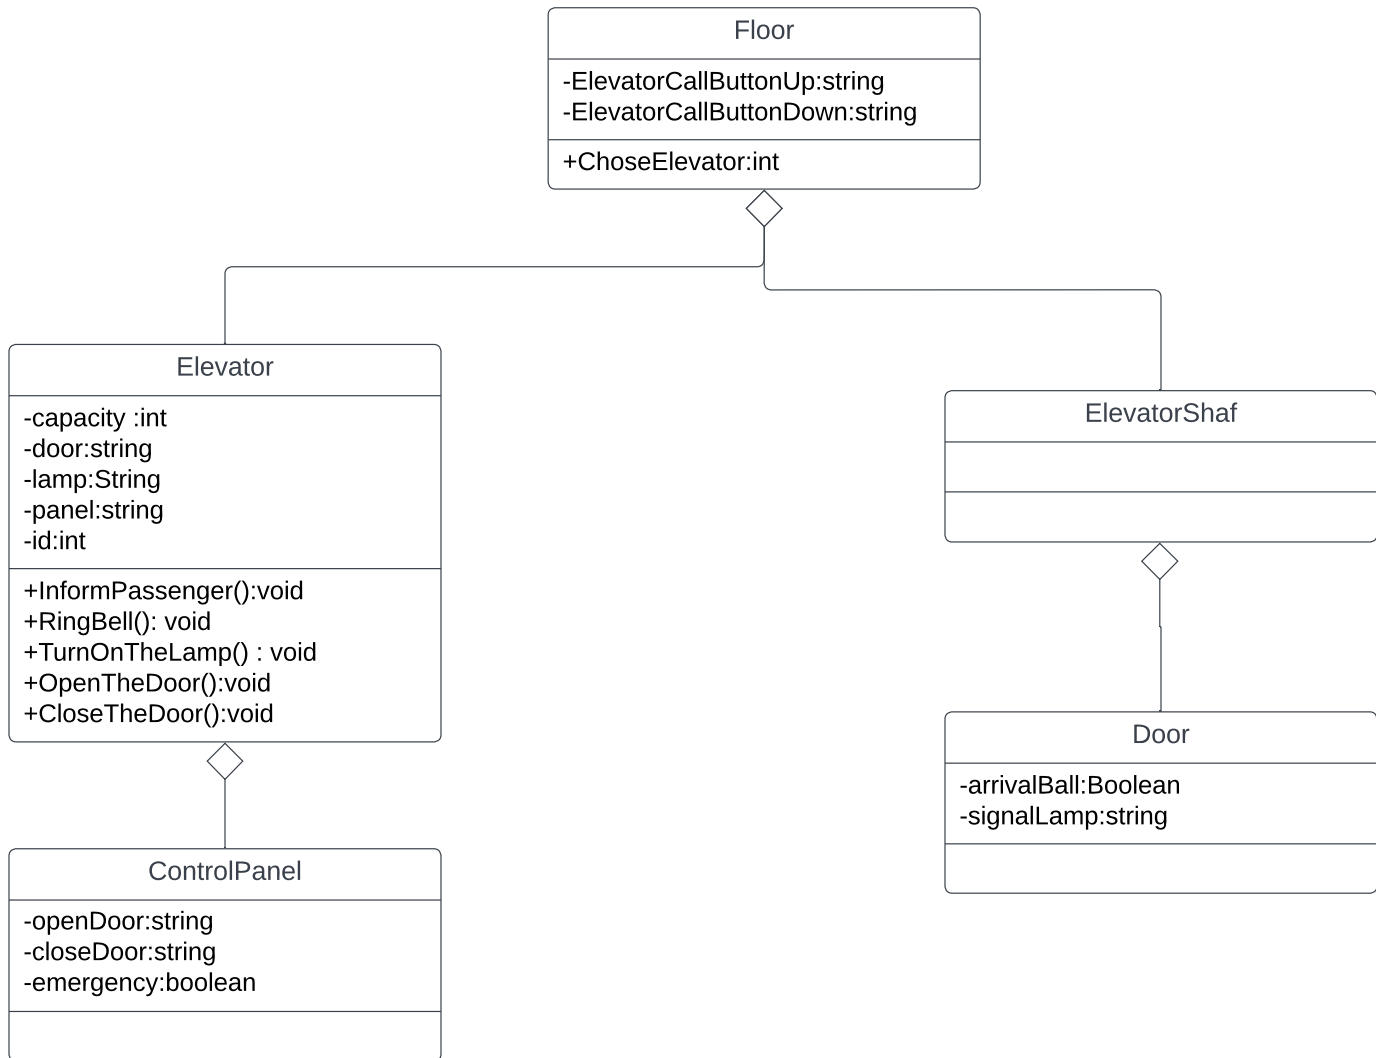 Floor
-ElevatorCallButtonUp:string
-ElevatorCallButtonDown:string
+ChoseElevator:int
Elevator
-capacity :int
-door:string
-lamp:String
-panel:string
-id:int
+InformPassenger():void
+RingBell(): void
+TurnOnTheLamp() : void
+OpenTheDoor():void
+CloseTheDoor():void
ElevatorShaf
Door
-arrivalBall:Boolean
-signalLamp:string
ControlPanel
-openDoor:string
-closeDoor:string
-emergency:boolean